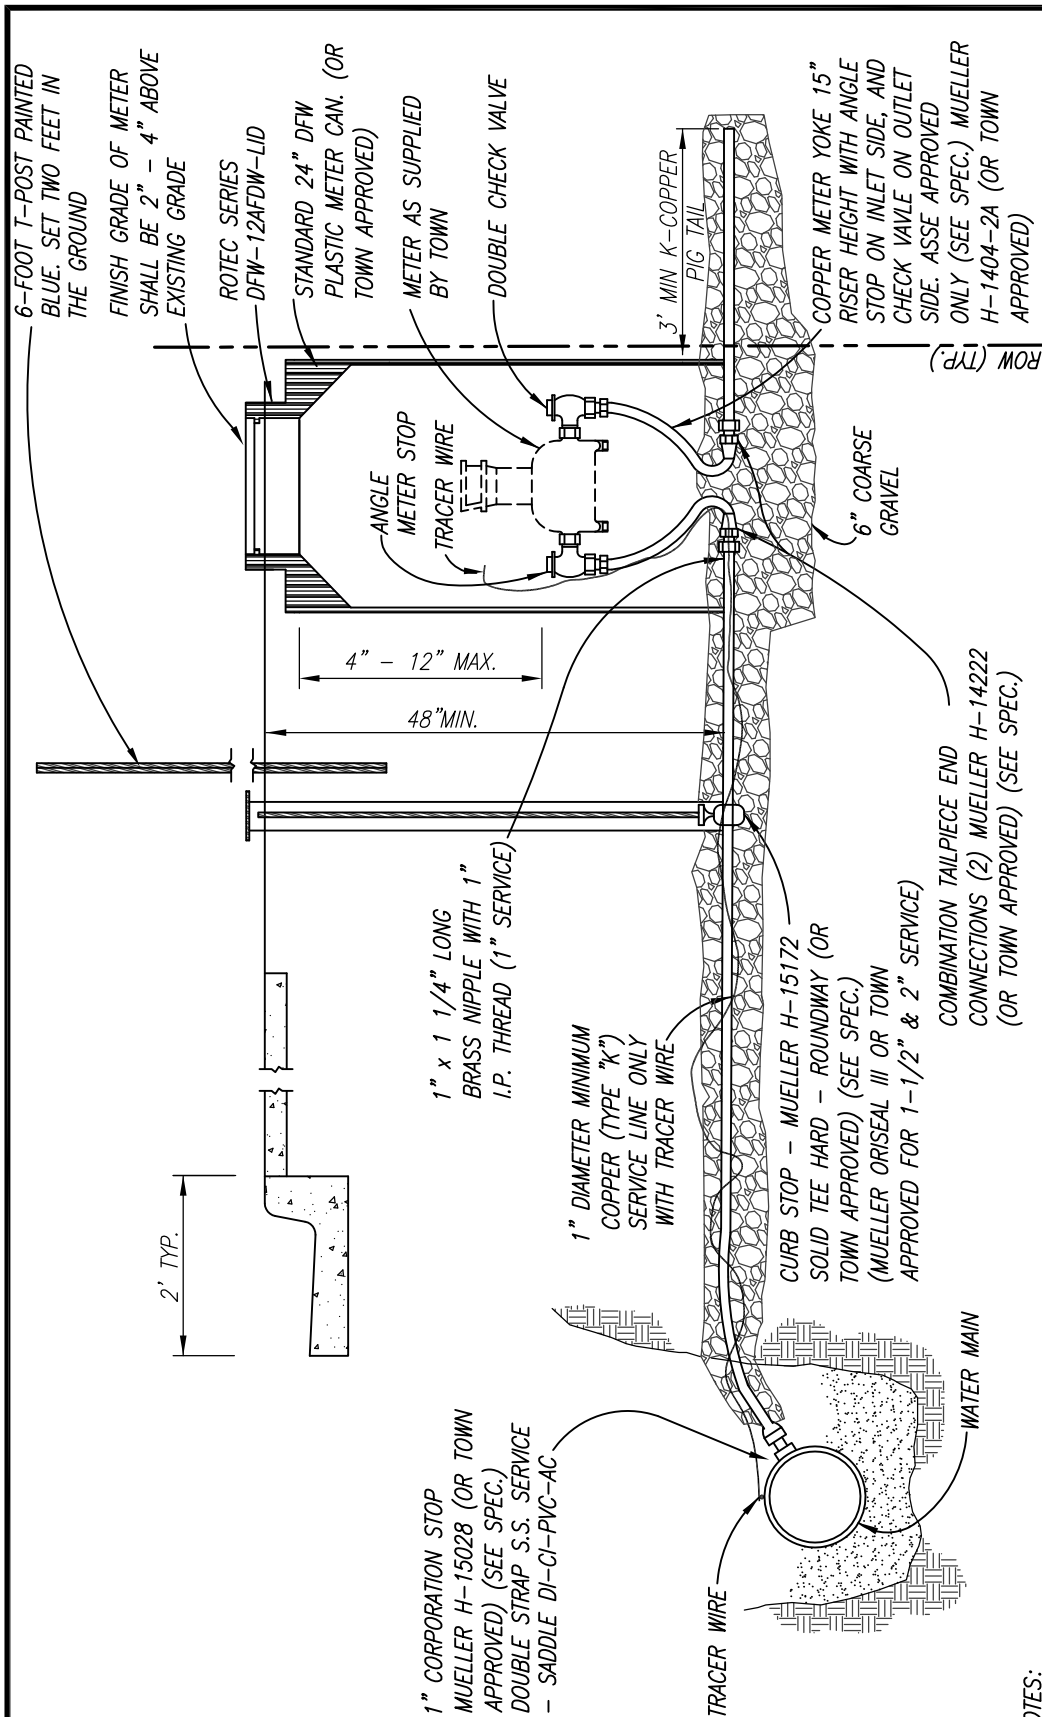 6-FOOT T-POST PAINTED
BLUE. SET TWO FEET IN
THE GROUND
FINISH GRADE OF METER
SHALL BE 2" - 4" ABOVE
EXISTING GRADE
ROTEC SERIES
DFW-12AFDW-LID
STANDARD 24" DFW
PLASTIC METER CAN. (OR
TOWN APPROVED)
METER AS SUPPLIED
BY TOWN
DOUBLE CHECK VALVE
3' MIN K-COPPER
PIG TAIL
COPPER METER YOKE 15"
RISER HEIGHT WITH ANGLE
STOP ON INLET SIDE, AND
CHECK VAVLE ON OUTLET
SIDE. ASSE APPROVED
ONLY (SEE SPEC.) MUELLER
H-1404-2A (OR TOWN
APPROVED)
ROW (TYP.)
ANGLE
METER STOP
TRACER WIRE
6" COARSE
GRAVEL
4" - 12" MAX.
48"MIN.
1" x 1 1/4" LONG
BRASS NIPPLE WITH 1"
I.P. THREAD (1" SERVICE)
COMBINATION TAILPIECE END
CONNECTIONS (2) MUELLER H-14222
(OR TOWN APPROVED) (SEE SPEC.)
1" DIAMETER MINIMUM
COPPER (TYPE "K")
SERVICE LINE ONLY
WITH TRACER WIRE
CURB STOP - MUELLER H-15172
SOLID TEE HARD - ROUNDWAY (OR
TOWN APPROVED) (SEE SPEC.)
(MUELLER ORISEAL III OR TOWN
APPROVED FOR 1-1/2" & 2" SERVICE)
2' TYP.
1" CORPORATION STOP
MUELLER H-15028 (OR TOWN
APPROVED) (SEE SPEC.)
DOUBLE STRAP S.S. SERVICE
- SADDLE DI-CI-PVC-AC
TRACER WIRE
WATER MAIN
OTES: